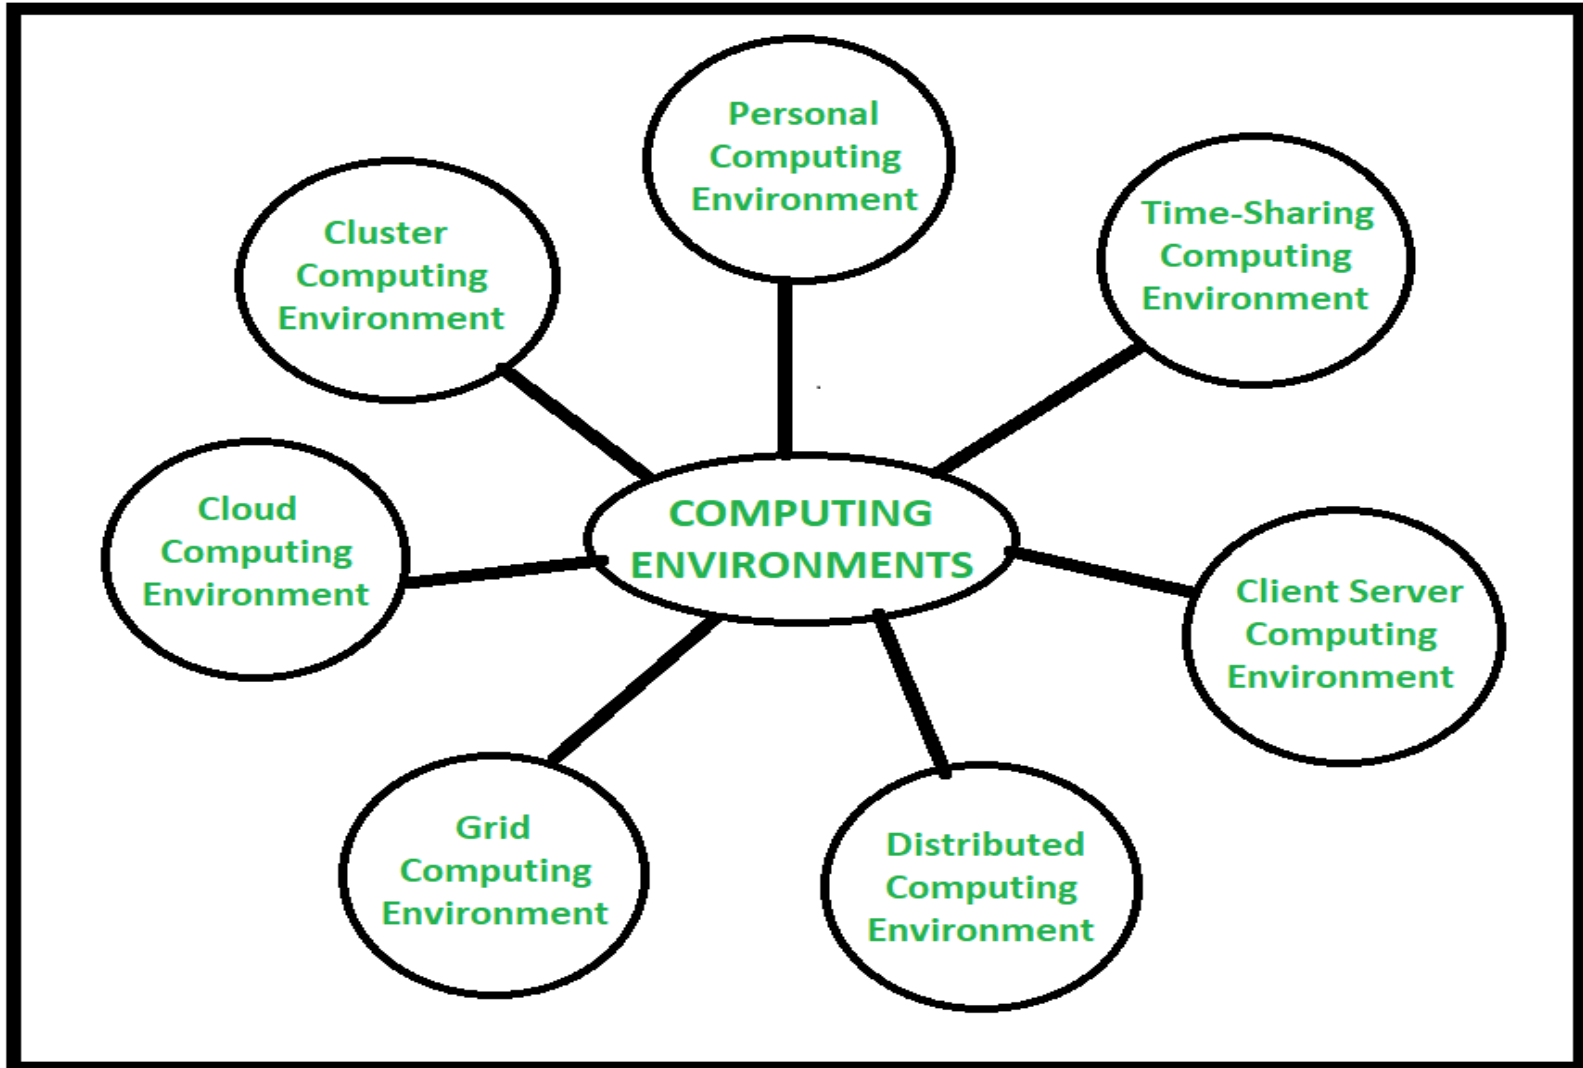 Personal
Computing
Environment
Time-Sharing
Computing
Environment
Cluster
Computing
Environment
COMPUTING
ENVIRONMENTS
Cloud
Computing
Environment
Client Server
Computing
Environment
Grid
Computing
Environment
Distributed
Computing
Environment